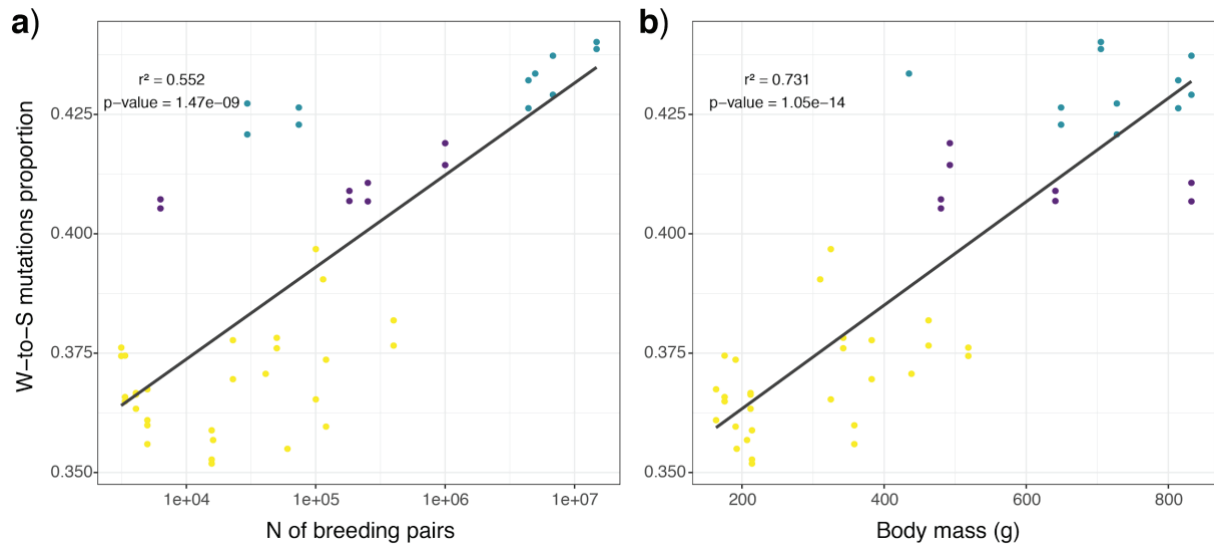 a)
r² = 0.552
p-value = 1.47e-09
0.425
0.400
0.375
0.350
W-to-S mutations proportion
1e+04 1e+05 1e+06 1e+07
N of breeding pairs
b)
r² = 0.731
p-value = 1.05e-14
0.425
0.400
0.375
0.350
200 400 600 800
Body mass (g)